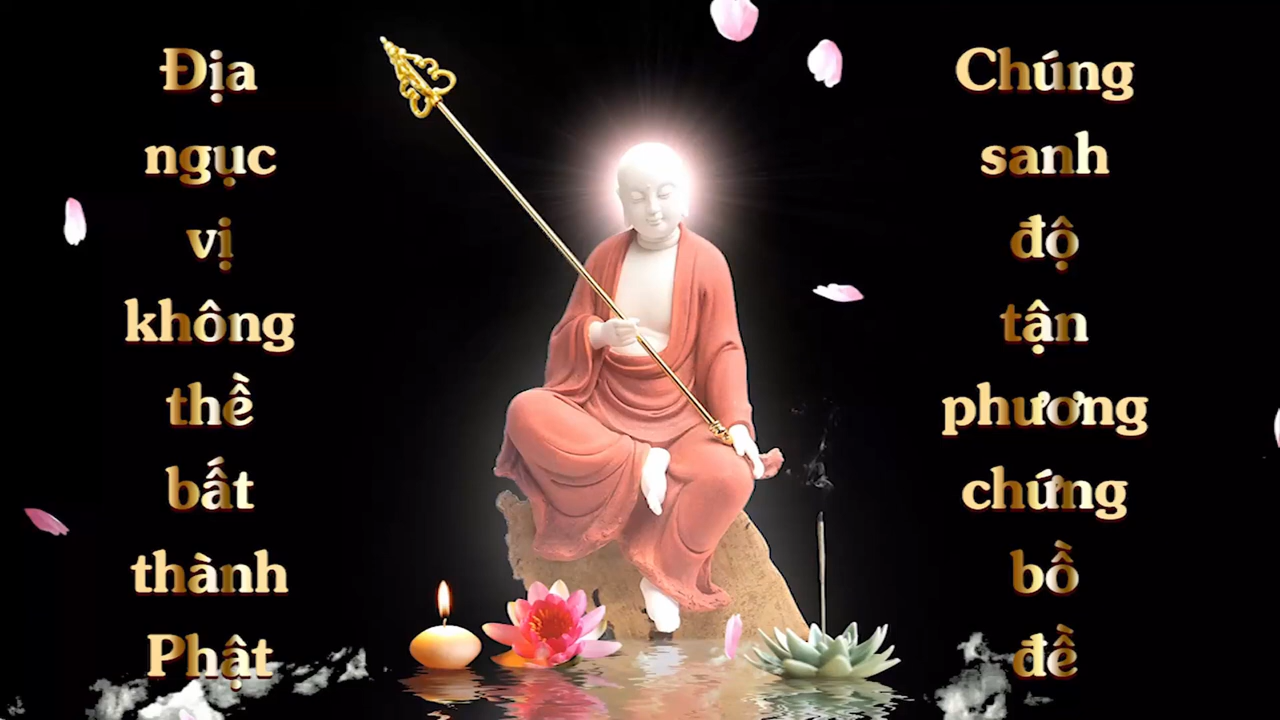 Địa
ngục
vị
không
thề
bất
thành
Phật
Chúng
sanh
độ
tận
phương
chứng
bồ
đề